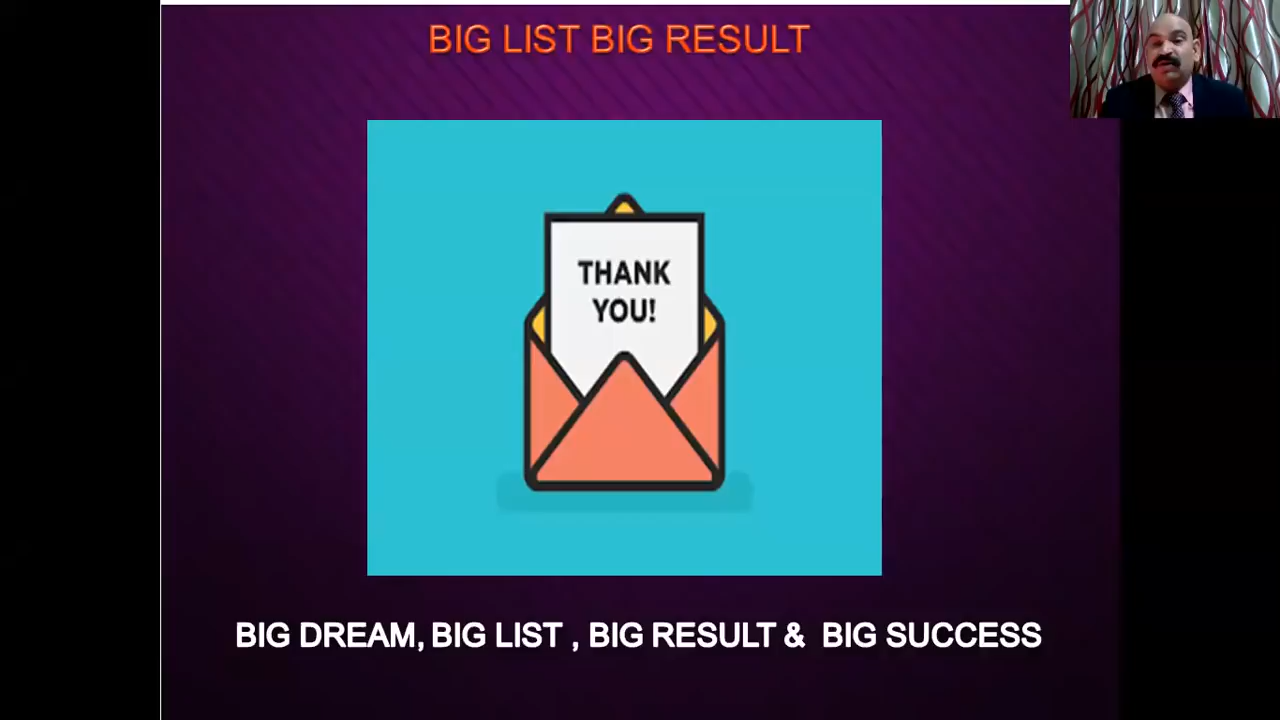 BIG LIST BIG RESULT
THANK
YOU!
BIG DREAM, BIG LIST , BIG RESULT & BIG SUCCESS